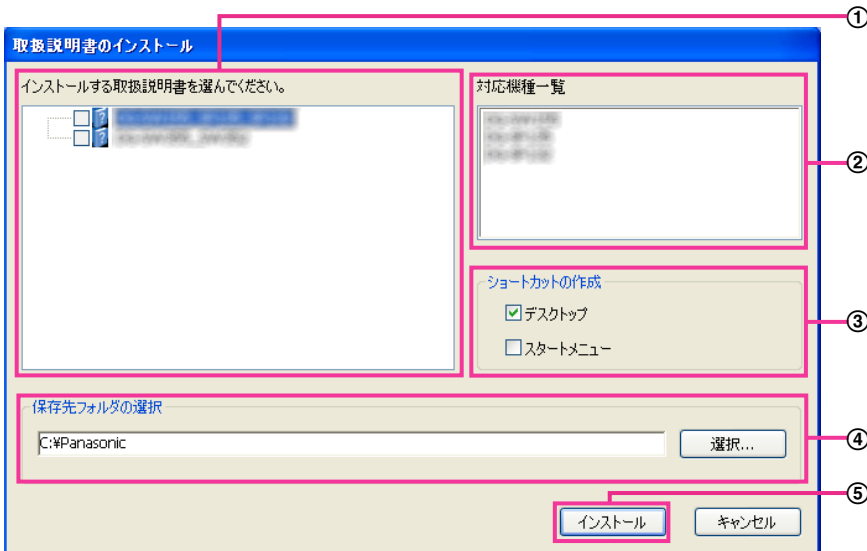 ①
取扱説明書のインストール
インストールする取扱説明書を選んでください。
対応機種一覧
②
ショートカットの作成
デスクトップ
スタートメニュー
③
保存先フォルダの選択
C:¥Panasonic
選択...
④
⑤
インストール
キャンセル